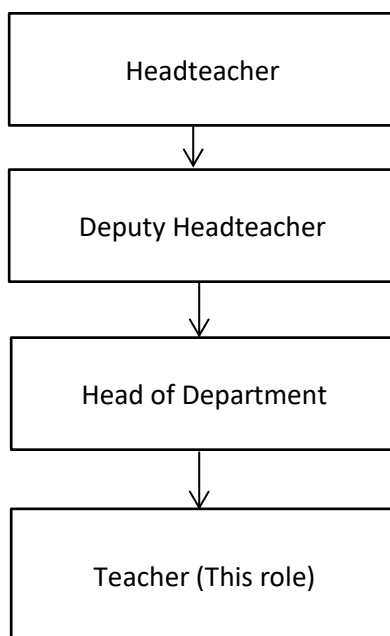 Headteacher
Deputy Headteacher
Head of Department
Teacher (This role)